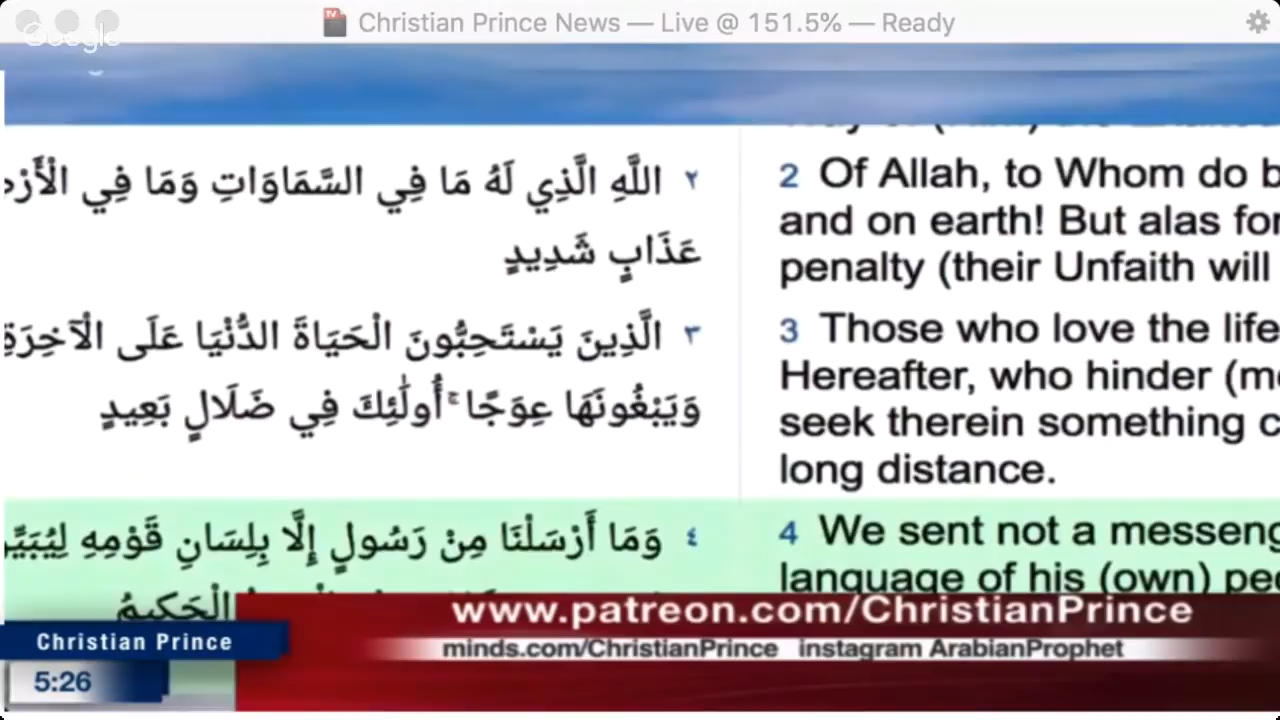 Christian Prince News — Live @ 151.5% — Ready
Google
٢ اللَّهِ الَّذِي لَهُ مَا فِي السَّمَاوَاتِ وَمَا فِي
عَذَابٍ شَدِيدٍ
٣ الَّذِينَ يَسْتَحِبُّونَ الْحَيَاةَ الدُّنْيَا عَلَى الْآخِرَةِ
وَيَبْغُونَهَا عِوَجًا ۚ أُولَٰئِكَ فِي ضَلَالٍ بَعِيدٍ
٤ وَمَا أَرْسَلْنَا مِنْ رَسُولٍ إِلَّا بِلِسَانِ قَوْمِهِ
الْحَكِيمُ
2 Of Allah, to Whom do
and on earth! But alas for
penalty (their Unfaith will
3 Those who love the life
Hereafter, who hinder
seek therein something
long distance.
4 We sent not a
language of his (own)
www.patreon.com/ChristianPrince
Christian Prince
minds.com/ChristianPrince instagram ArabianProphet
5:26